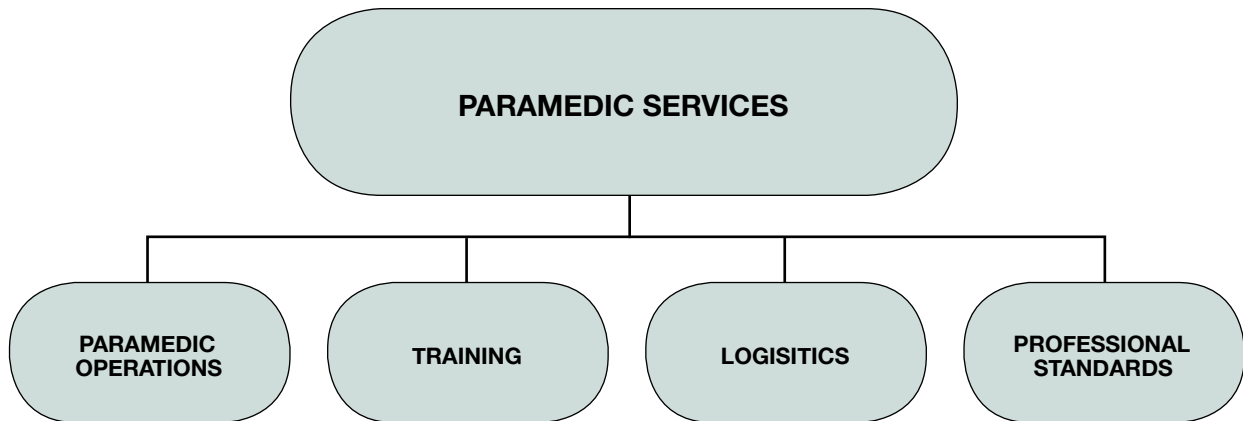 PARAMEDIC SERVICES
PARAMEDIC
OPERATIONS
TRAINING
LOGISITICS
PROFESSIONAL
STANDARDS